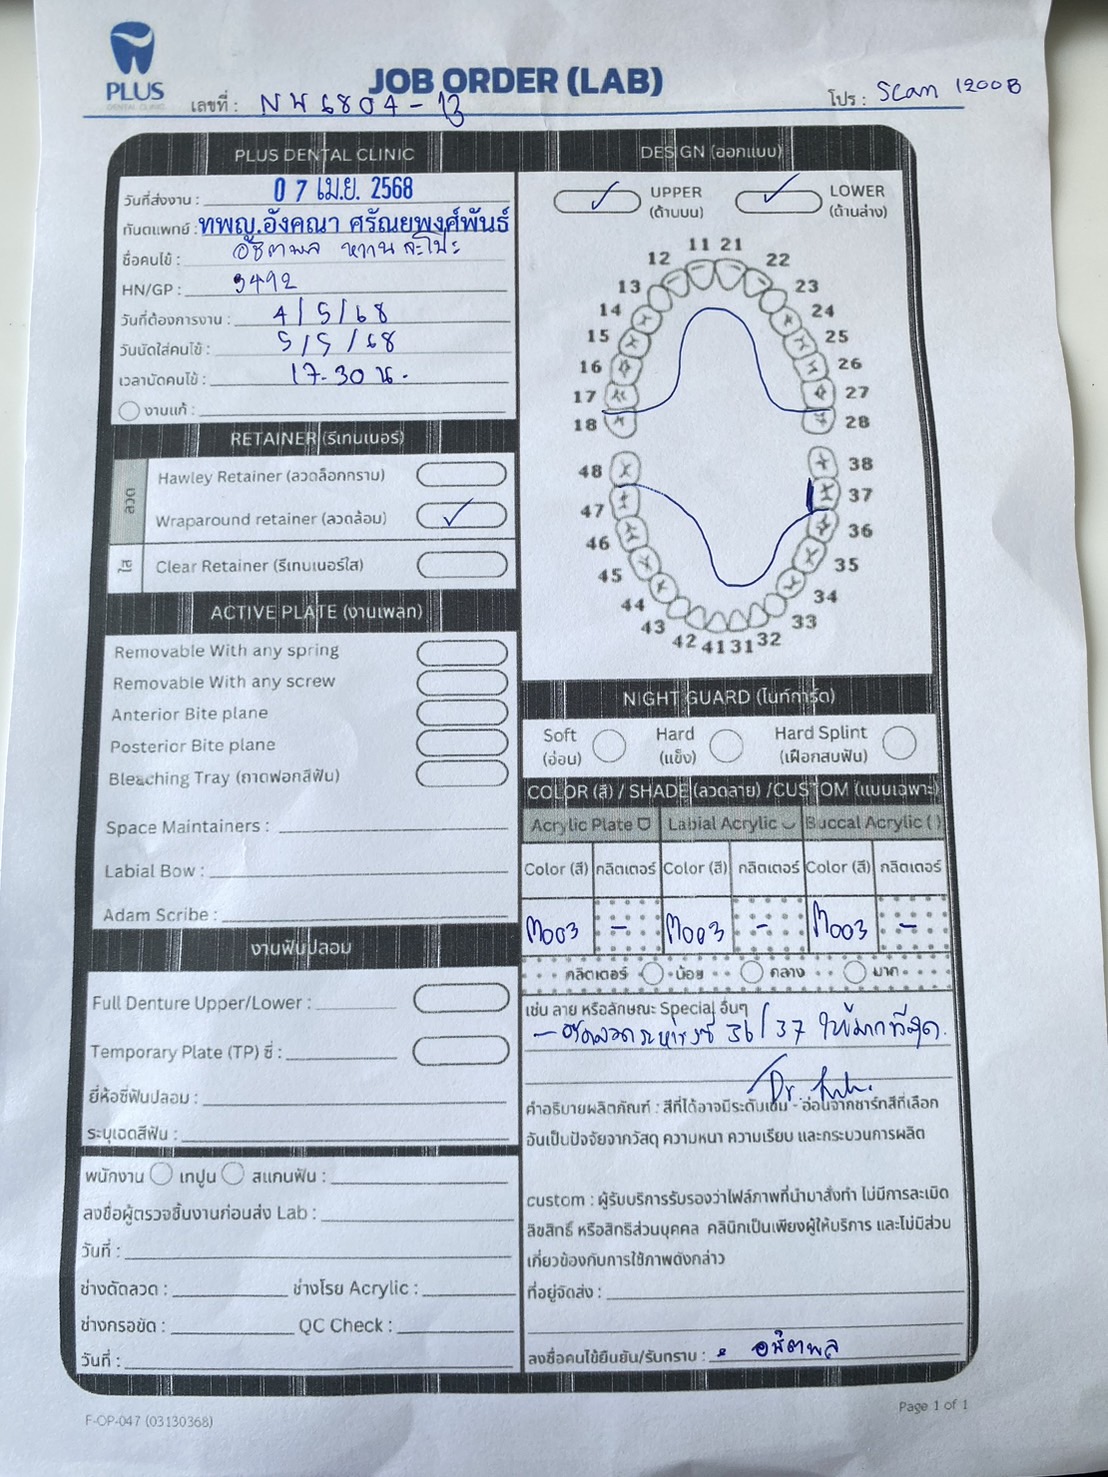 PLUS
DENTAL CLINIC
JOB ORDER (LAB)
เลขที่ : NW6804-13
โปร : Scan 1200B
PLUS DENTAL CLINIC
วันที่ส่งงาน : 07 เม.ย. 2568
ทันตแพทย์ : ทพญ.อังคณา ศรัณยพงศ์พันธ์
ชื่อคนไข้ :
HN/GP : 9492
วันที่ต้องการงาน : 4/5/68
วันนัดใส่คนไข้ : 5/5/68
เวลานัดคนไข้ : 17.30 น.
งานแก้ :
RETAINER (รีเทนเนอร์)
ลวด
Hawley Retainer (ลวดล็อกกราม)
Wraparound retainer (ลวดล้อม)
ใส
Clear Retainer (รีเทนเนอร์ใส)
ACTIVE PLATE (งานเพลท)
Removable With any spring
Removable With any screw
Anterior Bite plane
Posterior Bite plane
Bleaching Tray (ถาดฟอกสีฟัน)
Space Maintainers :
Labial Bow :
Adam Scribe :
งานฟันปลอม
Full Denture Upper/Lower :
Temporary Plate (TP) ซี่ :
ยี่ห้อซี่ฟันปลอม :
ระบุเฉดสีฟัน :
พนักงาน เทปูน สแกนฟัน :
ลงชื่อผู้ตรวจชิ้นงานก่อนส่ง Lab :
วันที่ :
ช่างดัดลวด : ช่างโรย Acrylic :
ช่างกรอขัด : QC Check :
วันที่ :
DESIGN (ออกแบบ)
UPPER (ด้านบน)
LOWER (ด้านล่าง)
11 21
12 22
13 23
14 24
15 25
16 26
17 27
18 28
48 38
47 37
46 36
45 35
44 34
43 33
42 41 31 32
NIGHT GUARD (ไนท์การ์ด)
Soft (อ่อน)
Hard (แข็ง)
Hard Splint (เฝือกสบฟัน)
COLOR (สี) / SHADE (ลวดลาย) /CUSTOM (แบบเฉพาะ)
Acrylic Plate Labial Acrylic Buccal Acrylic ( )
Color (สี) กลิตเตอร์ Color (สี) กลิตเตอร์ Color (สี) กลิตเตอร์
M003 - M003 - M003 -
กลิตเตอร์ น้อย กลาง มาก
เช่น ลาย หรือลักษณะ Special อื่นๆ
36/37 ให้มากที่สุด.
Dr.
คำอธิบายผลิตภัณฑ์ : สีที่ได้อาจมีระดับเข้ม - อ่อนจากชาร์ทสีที่เลือก
อันเป็นปัจจัยจากวัสดุ ความหนา ความเรียบ และกระบวนการผลิต
custom : ผู้รับบริการรับรองว่าไฟล์ภาพที่นำมาสั่งทำ ไม่มีการละเมิด
ลิขสิทธิ์ หรือสิทธิส่วนบุคคล คลินิกเป็นเพียงผู้ให้บริการ และไม่มีส่วน
เกี่ยวข้องกับการใช้ภาพดังกล่าว
ที่อยู่จัดส่ง :
ลงชื่อคนไข้ยืนยัน/รับทราบ :
F-OP-047 (03130368)
Page 1 of 1